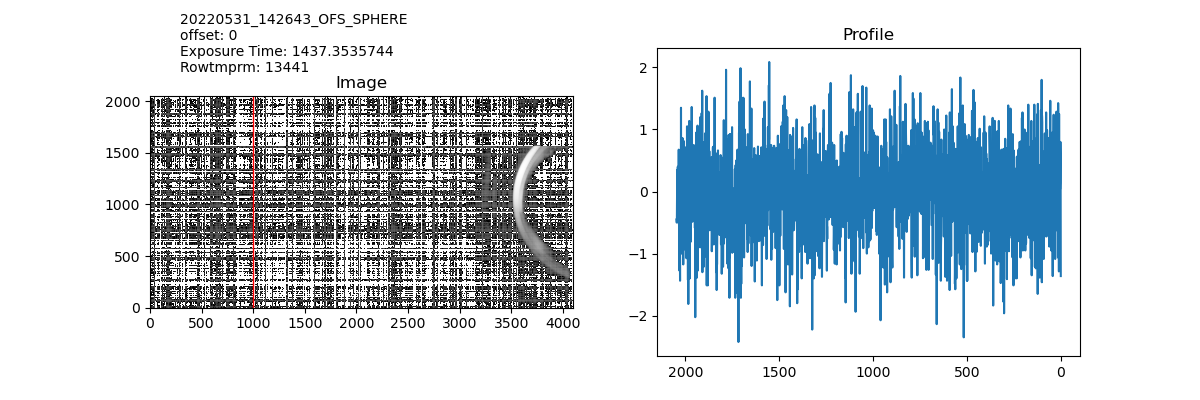 20220531_142643_OFS_SPHERE
offset: 0
Exposure Time: 1437.3535744
Rowtmprm: 13441
Image
2000
1500
1000
500
0
0 500 1000 1500 2000 2500 3000 3500 4000
Profile
2
1
0
−1
−2
2000 1500 1000 500 0